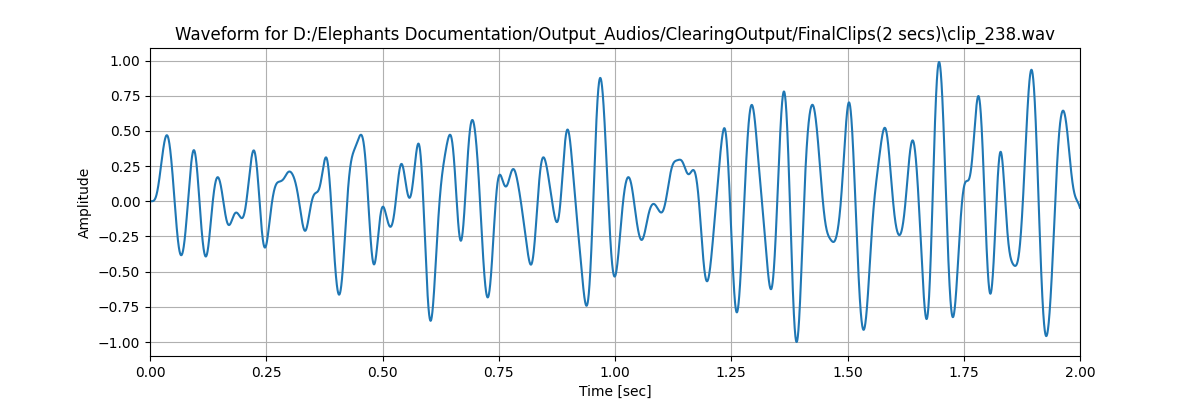 Waveform for D:/Elephants Documentation/Output_Audios/ClearingOutput/FinalClips(2 secs)\clip_238.wav
1.00
0.75
0.50
0.25
0.00
−0.25
−0.50
−0.75
−1.00
Amplitude
0.00 0.25 0.50 0.75 1.00 1.25 1.50 1.75 2.00
Time [sec]